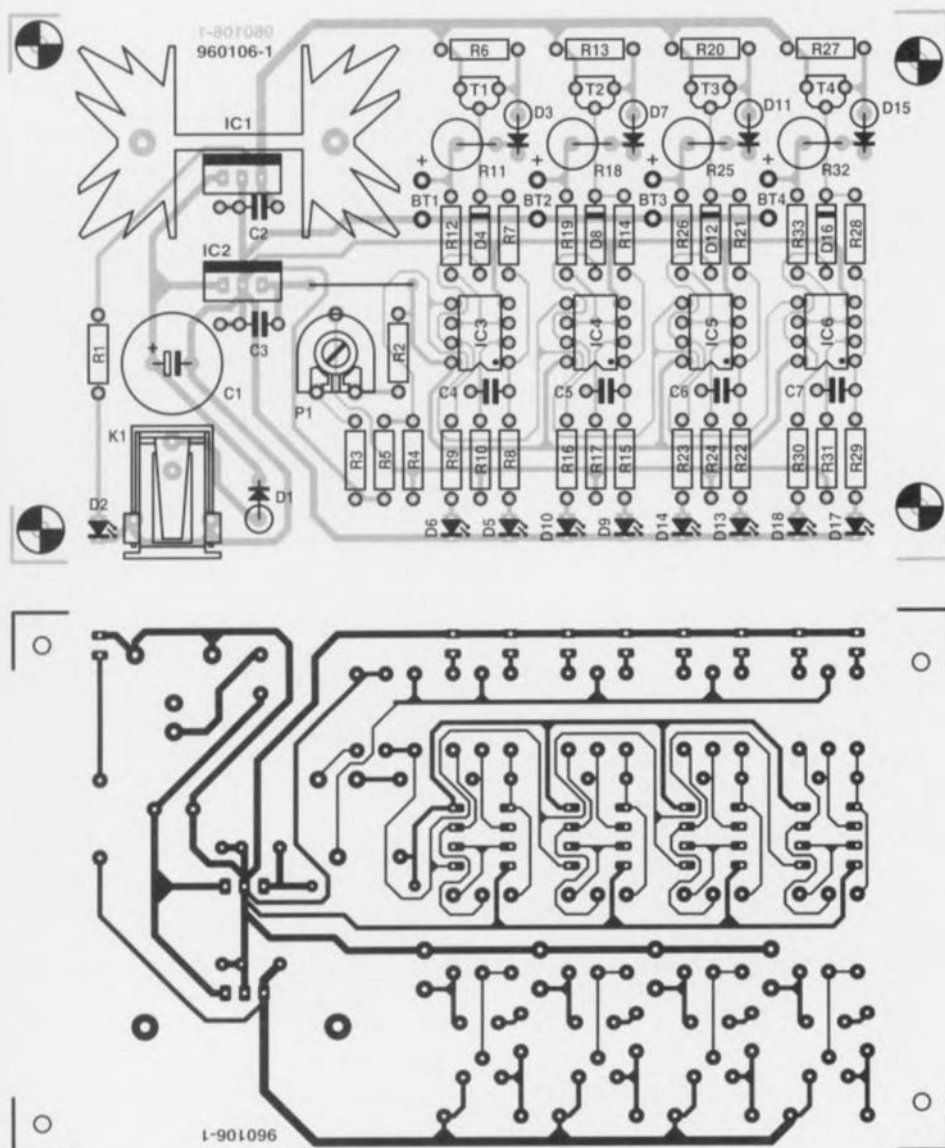 960106-1
960106-1
R6 R13 R20 R27
T1 T2 T3 T4
D3 D7 D11 D15
IC1
R11 R18 R25 R32
+ + + +
BT1 BT2 BT3 BT4
C2
R12 D4 R7 R19 D8 R14 R26 D12 R21 R33 D16 R28
IC2
IC3 IC4 IC5 IC6
R1 + C3 R2
C1 P1 C4 C5 C6 C7
K1
R3 R5 R4 R9 R10 R8 R16 R17 R15 R23 R24 R22 R30 R31 R29
D2 D1
D6 D5 D10 D9 D14 D13 D18 D17
960106-1